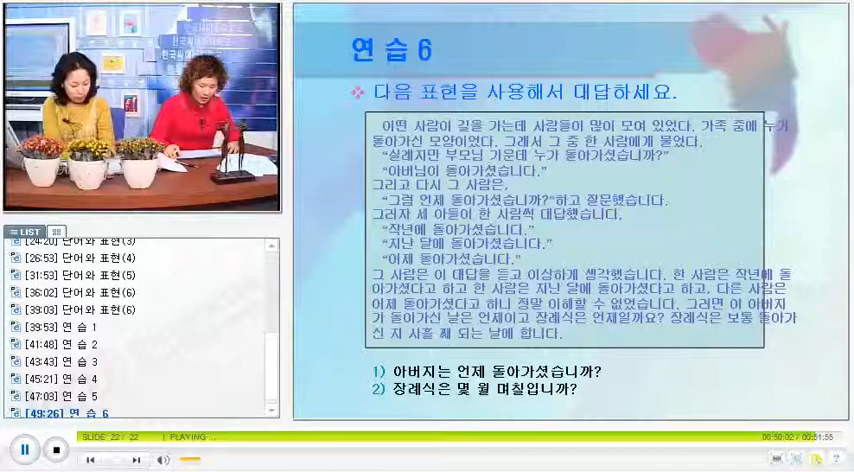 한국싸이버대학교
연 습 6
다음 표현을 사용해서 대답하세요.
어떤 사람이 길을 가는데 사람들이 많이 모여 있었다. 가족 중에 누가
돌아가신 모양이었다. 그래서 그 중 한 사람에게 물었다.
“실례지만 부모님 가운데 누가 돌아가셨습니까?”
“아버님이 돌아가셨습니다.”
그리고 다시 그 사람은,
“그럼 언제 돌아가셨습니까?”하고 질문했습니다.
그러자 세 아들이 한 사람씩 대답했습니다.
“작년에 돌아가셨습니다.”
“지난 달에 돌아가셨습니다.”
“어제 돌아가셨습니다.”
그 사람은 이 대답을 듣고 이상하게 생각했습니다. 한 사람은 작년에 돌
아가셨다고 하고 한 사람은 지난 달에 돌아가셨다고 하고, 다른 사람은
어제 돌아가셨다고 하니 정말 이해할 수 없었습니다. 그러면 이 아버지
가 돌아가신 날은 언제이고 장례식은 언제일까요? 장례식은 보통 돌아가
신 지 사흘 째 되는 날에 합니다.
1) 아버지는 언제 돌아가셨습니까?
2) 장례식은 몇 월 며칠입니까?
LIST
[24:20] 단어와 표현(3)
[26:53] 단어와 표현(4)
[31:53] 단어와 표현(5)
[36:02] 단어와 표현(6)
[39:03] 단어와 표현(6)
[39:53] 연 습 1
[41:48] 연 습 2
[43:43] 연 습 3
[45:21] 연 습 4
[47:03] 연 습 5
[49:26] 연 습 6
SLIDE 22 / 22 | PLAYING...
00:50:02 / 00:51:55